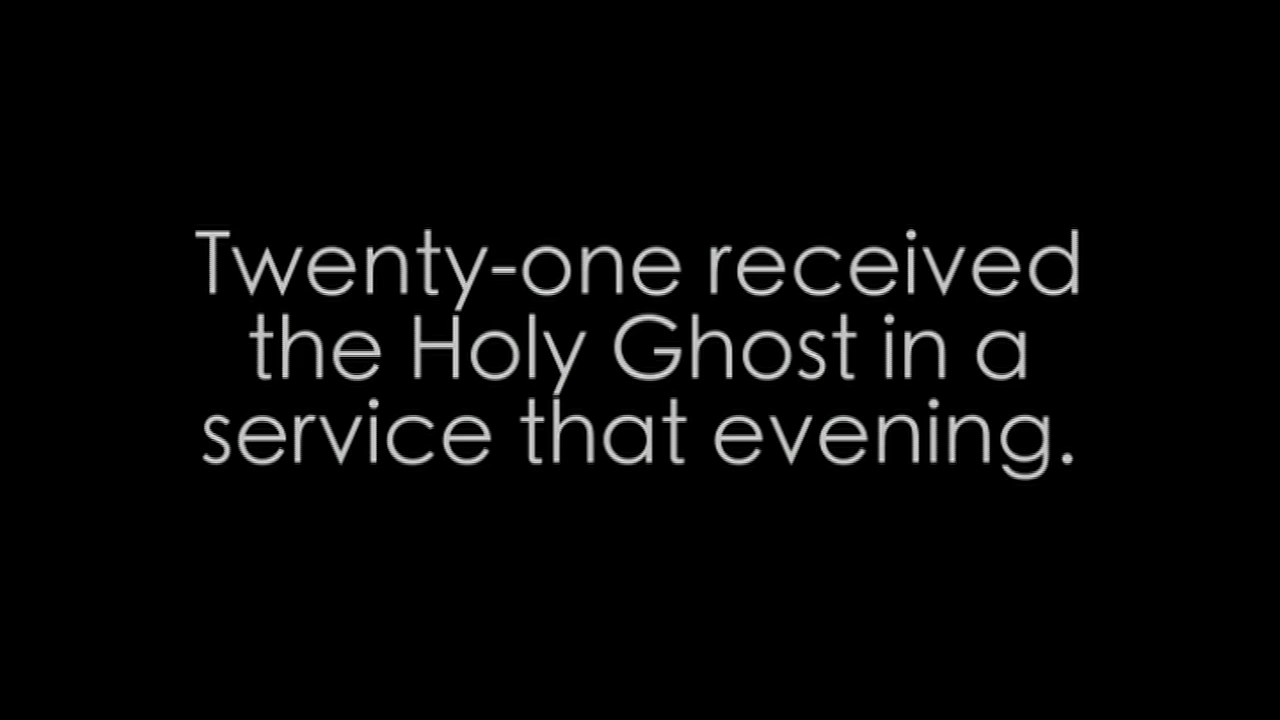 Twenty-one received
the Holy Ghost in a
service that evening.